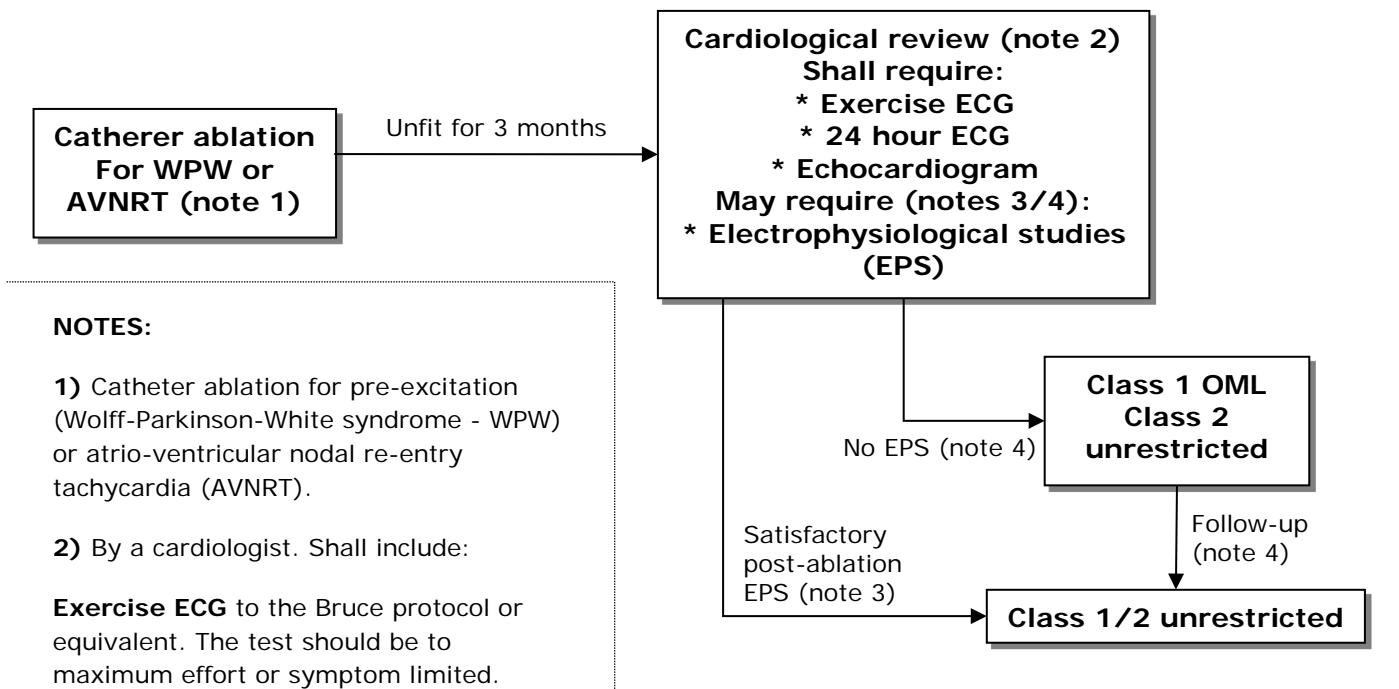 Catherer ablation
For WPW or
AVNRT (note 1)
Unfit for 3 months
Cardiological review (note 2)
Shall require:
* Exercise ECG
* 24 hour ECG
* Echocardiogram
May require (notes 3/4):
* Electrophysiological studies
(EPS)
No EPS (note 4)
Class 1 OML
Class 2
unrestricted
Satisfactory
post-ablation
EPS (note 3)
Follow-up
(note 4)
Class 1/2 unrestricted
NOTES:
1) Catheter ablation for pre-excitation
(Wolff-Parkinson-White syndrome - WPW)
or atrio-ventricular nodal re-entry
tachycardia (AVNRT).
2) By a cardiologist. Shall include:
Exercise ECG to the Bruce protocol or
equivalent. The test should be to
maximum effort or symptom limited.